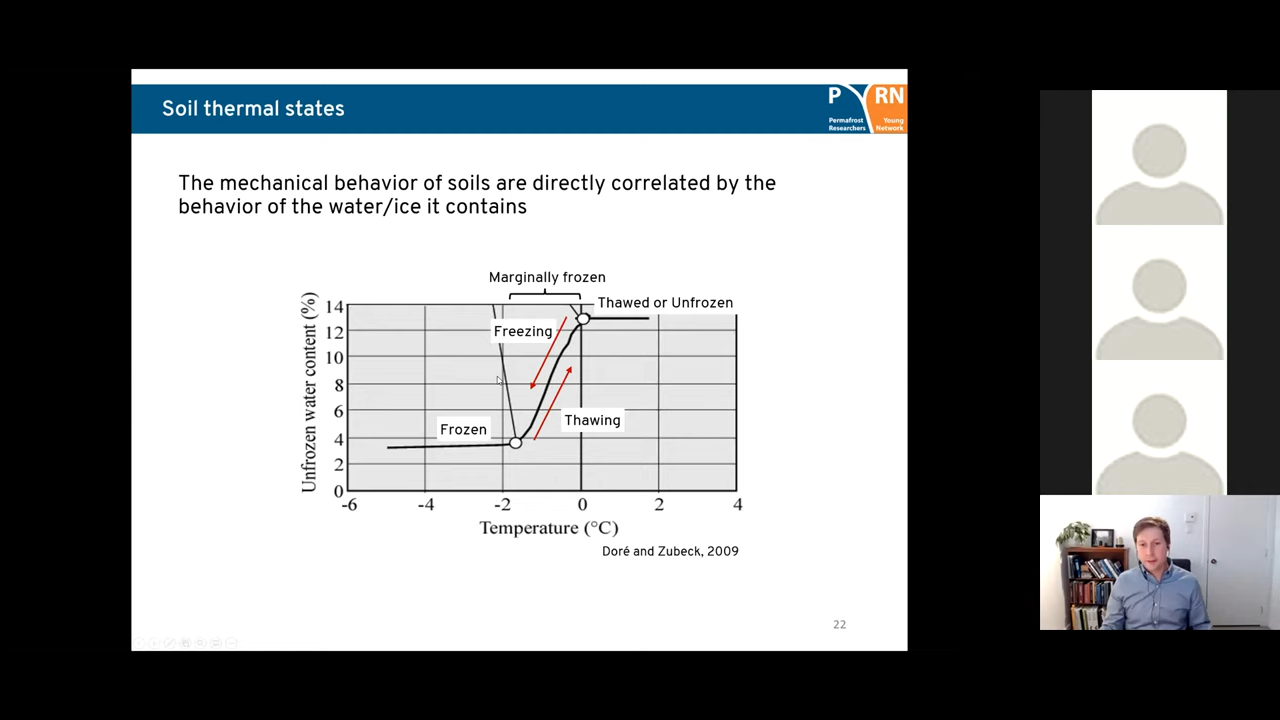 Soil thermal states
P RN
Permafrost Young
Researchers Network
The mechanical behavior of soils are directly correlated by the
behavior of the water/ice it contains
Marginally frozen
Thawed or Unfrozen
Freezing
Thawing
Frozen
Unfrozen water content (%)
14
12
10
8
6
4
2
0
-6 -4 -2 0 2 4
Temperature (°C)
Doré and Zubeck, 2009
22